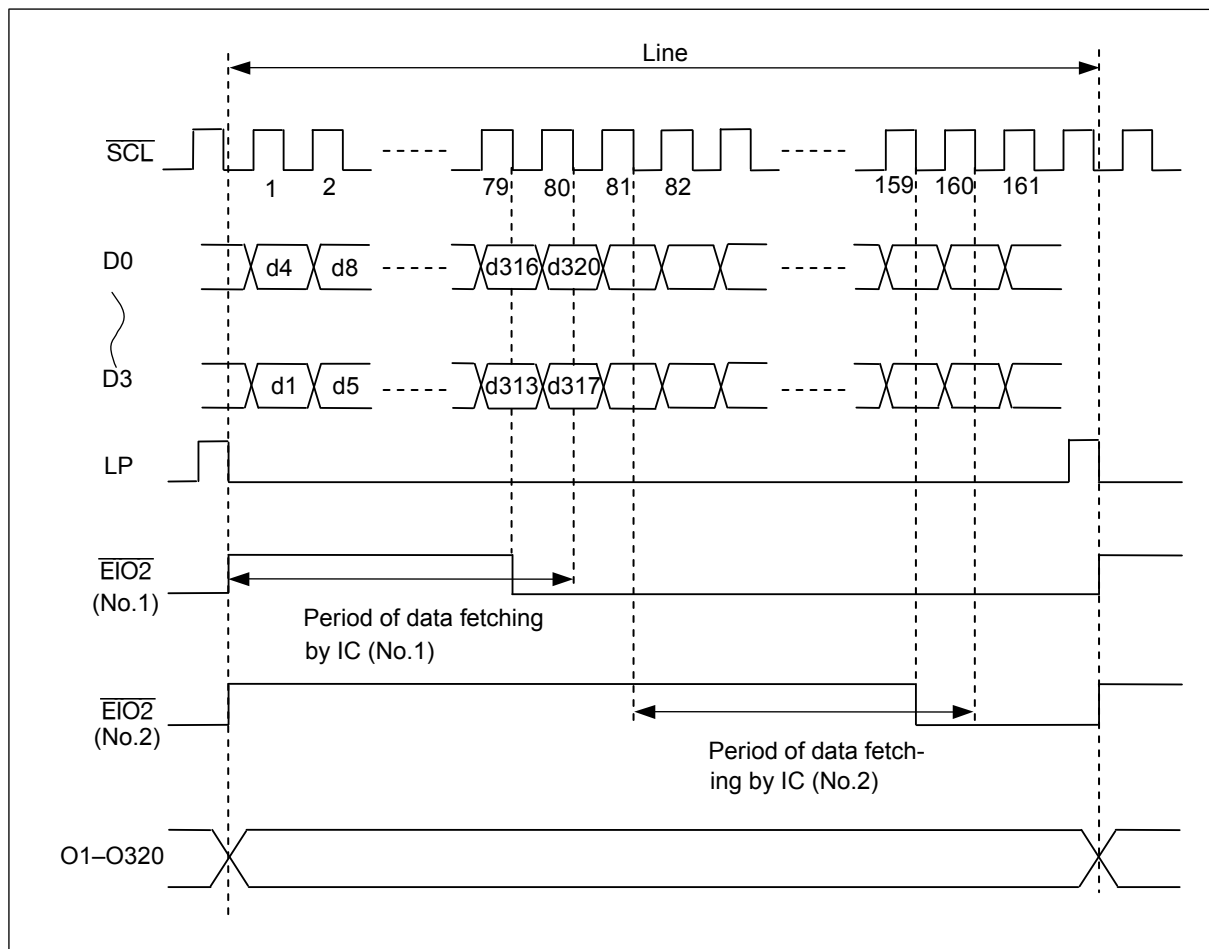 Line
SCL
1 2 79 80 81 82 159 160 161
D0 d4 d8 d316 d320
D3 d1 d5 d313 d317
LP
EIO2
(No.1)
Period of data fetching
by IC (No.1)
EIO2
(No.2)
Period of data fetch-
ing by IC (No.2)
O1–O320